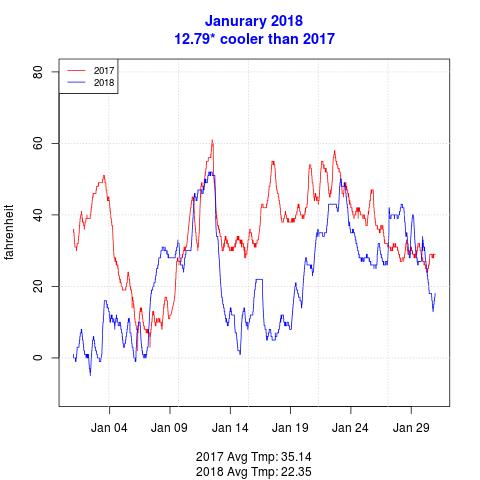 Janurary 2018
12.79* cooler than 2017
2017
2018
fahrenheit
80
60
40
20
0
Jan 04 Jan 09 Jan 14 Jan 19 Jan 24 Jan 29
2017 Avg Tmp: 35.14
2018 Avg Tmp: 22.35